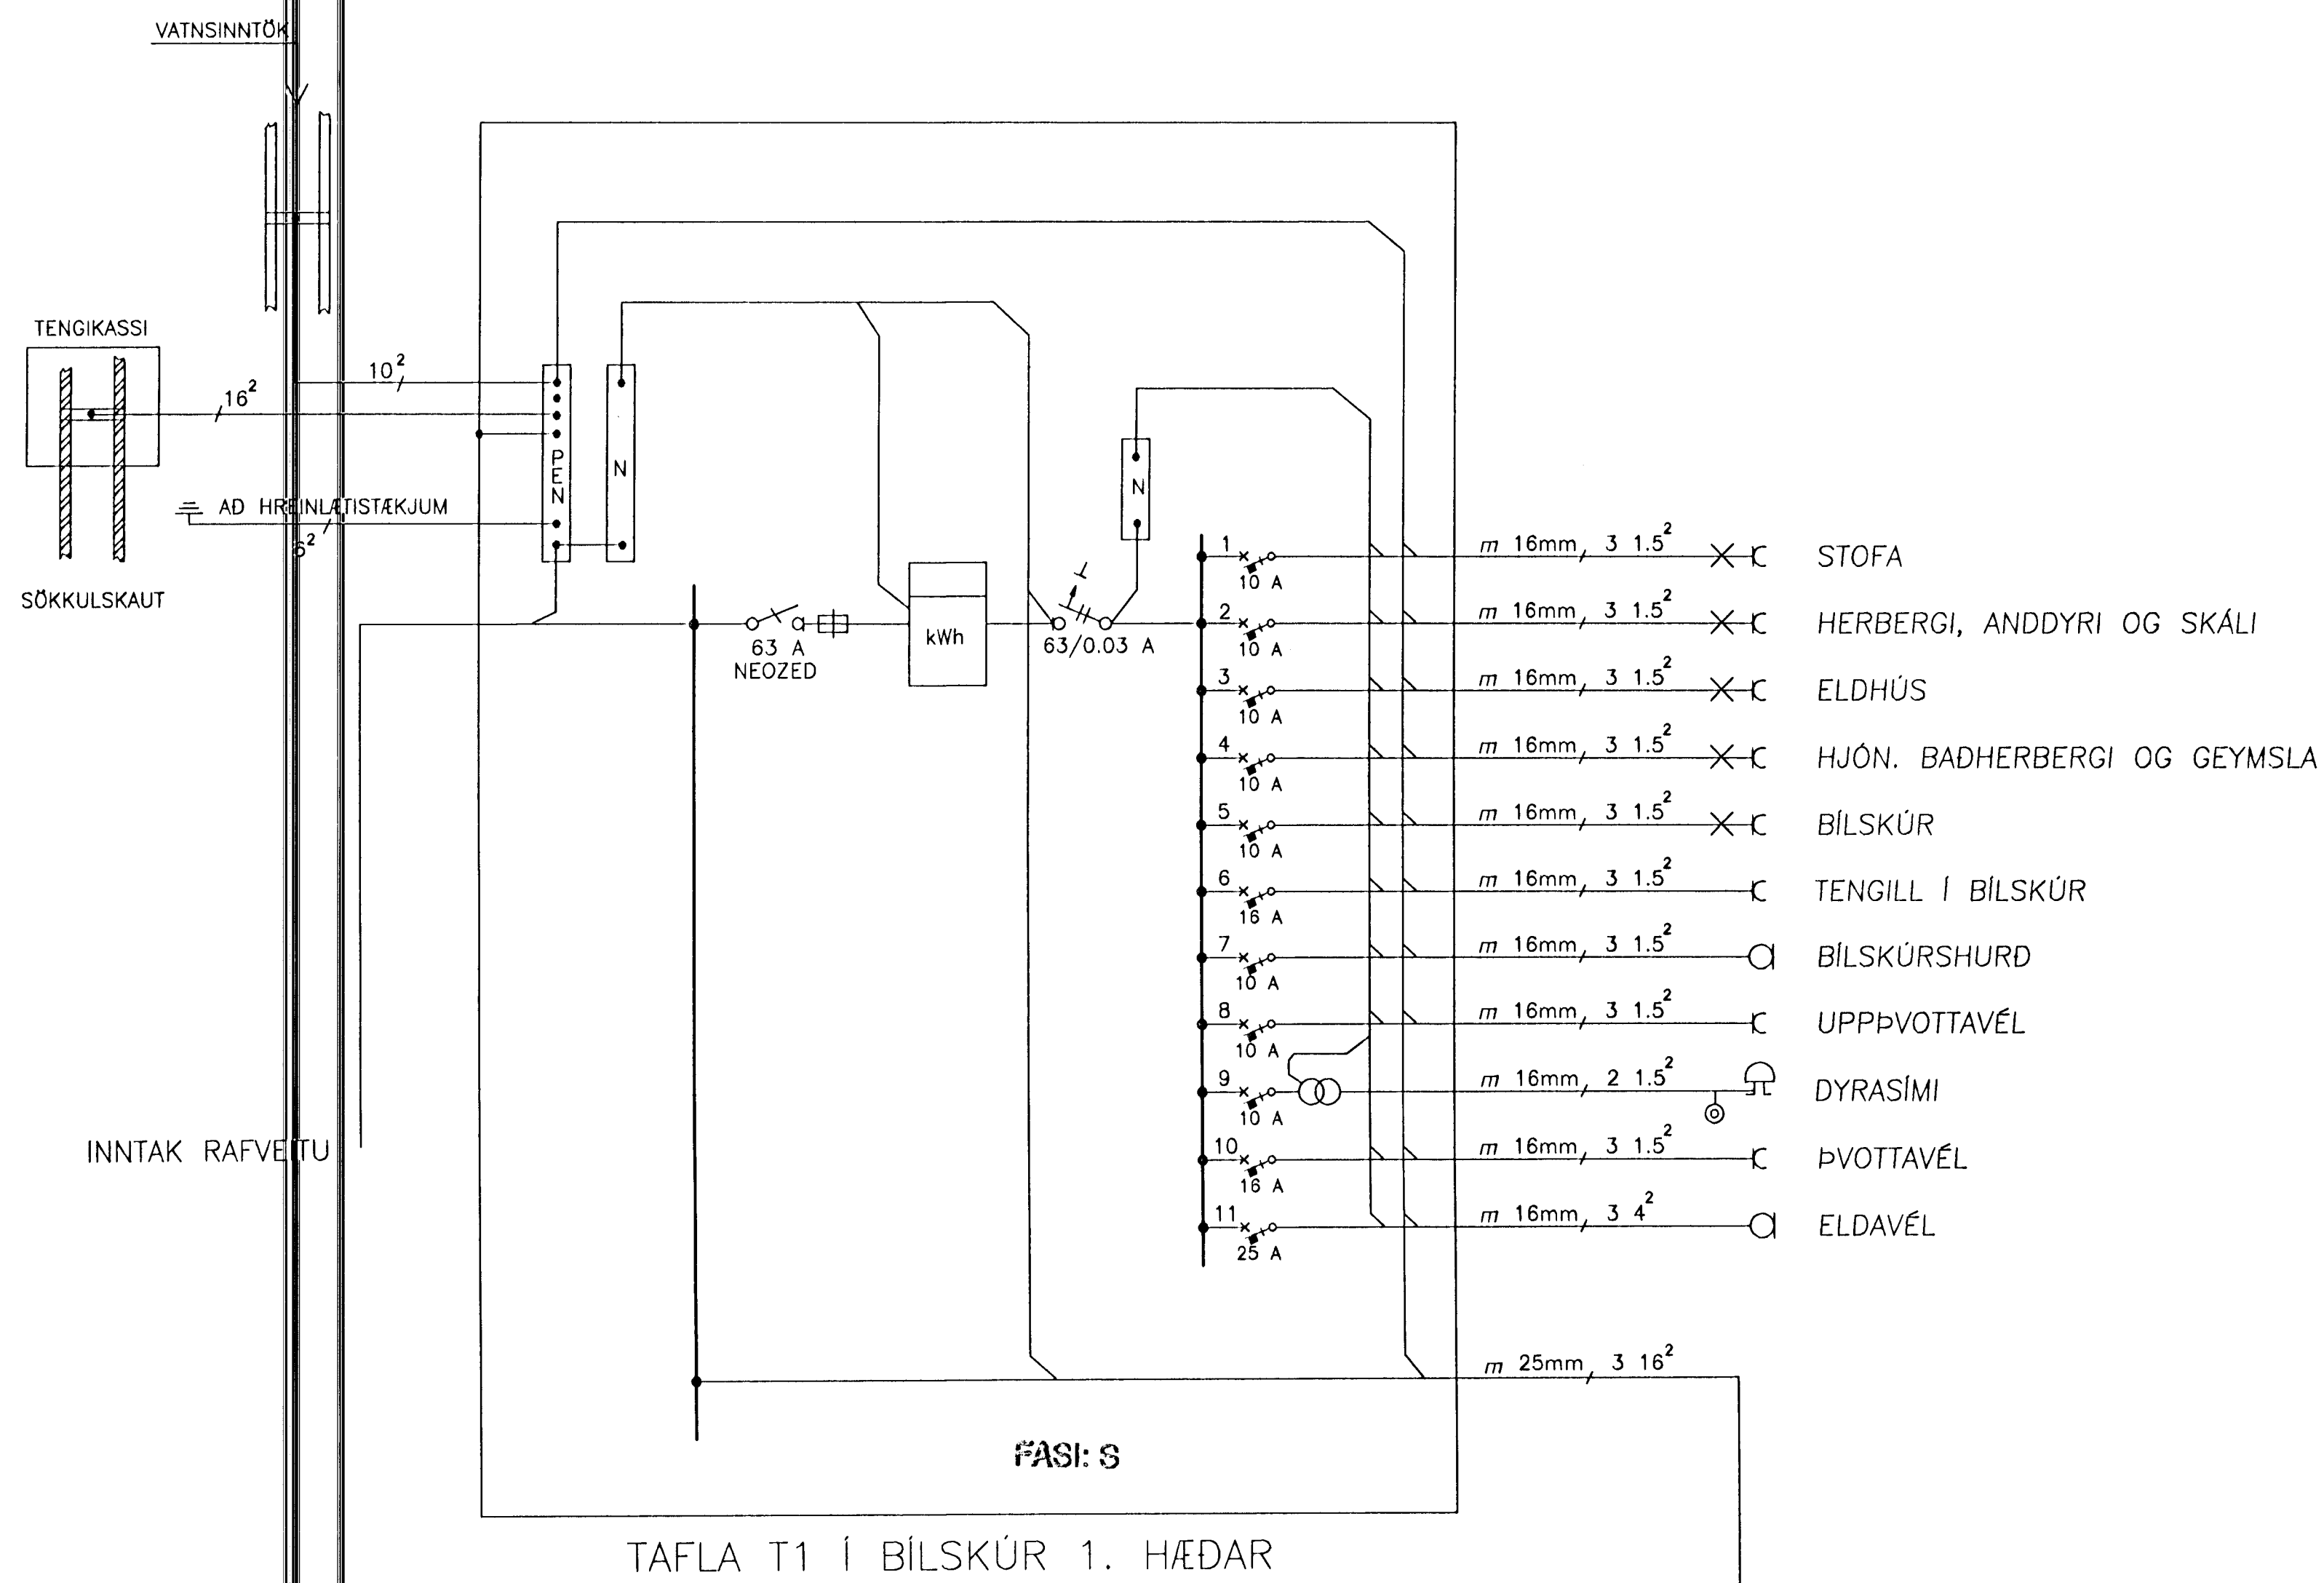 VATNSINNTÖK
TENGIKASSI
10²
16²
PEN
N
N
AÐ HREINLÆTISTÆKJUM
6²
SÖKKULSKAUT
63 A
NEOZED
kWh
63/0.03 A
1 10 A m 16mm 3 1.5² STOFA
2 10 A m 16mm 3 1.5² HERBERGI, ANDDYRI OG SKÁLI
3 10 A m 16mm 3 1.5² ELDHÚS
4 10 A m 16mm 3 1.5² HJÓN. BAÐHERBERGI OG GEYMSLA
5 10 A m 16mm 3 1.5² BÍLSKÚR
6 16 A m 16mm 3 1.5² TENGILL Í BÍLSKÚR
7 10 A m 16mm 3 1.5² BÍLSKÚRSHURÐ
8 10 A m 16mm 3 1.5² UPPÞVOTTAVÉL
9 10 A m 16mm 2 1.5² DYRASÍMI
10 16 A m 16mm 3 1.5² ÞVOTTAVÉL
11 25 A m 16mm 3 4² ELDAVÉL
INNTAK RAFVEITU
m 25mm 3 16²
FASI: S
TAFLA T1 Í BÍLSKÚR 1. HÆÐAR